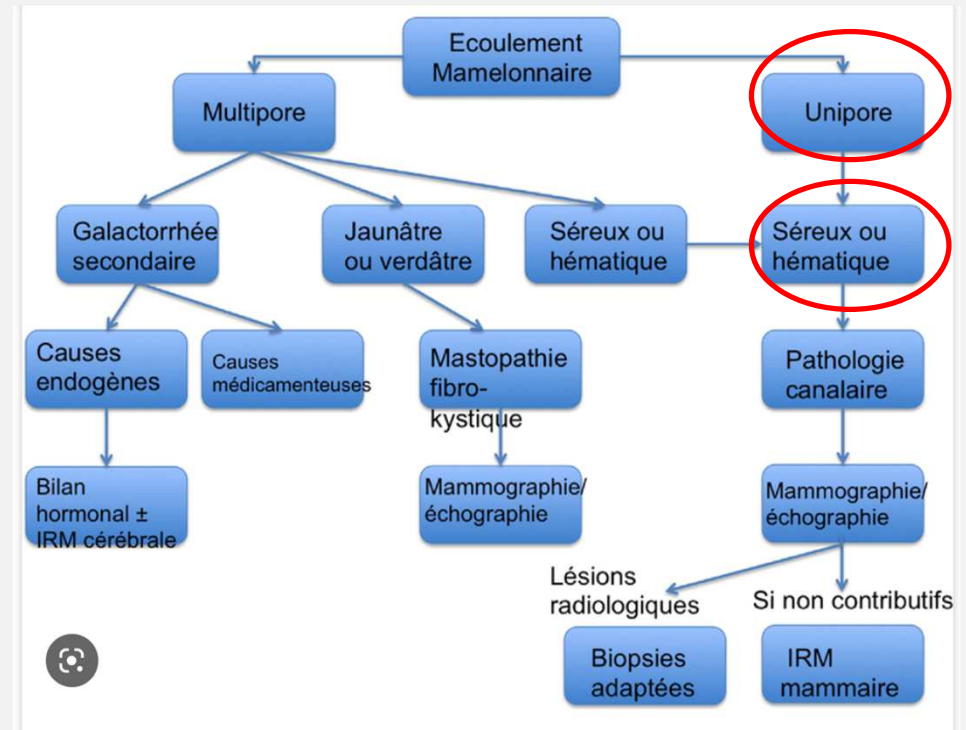 Ecoulement
Mamelonnaire
Multipore
Unipore
Galactorrhée
secondaire
Jaunâtre
ou verdâtre
Séreux ou
hématique
Séreux ou
hématique
Causes
endogènes
Causes
médicamenteuses
Mastopathie
fibro-
kystique
Pathologie
canalaire
Bilan
hormonal ±
IRM cérébrale
Mammographie/
échographie
Mammographie/
échographie
Lésions
radiologiques
Si non contributifs
Biopsies
adaptées
IRM
mammaire